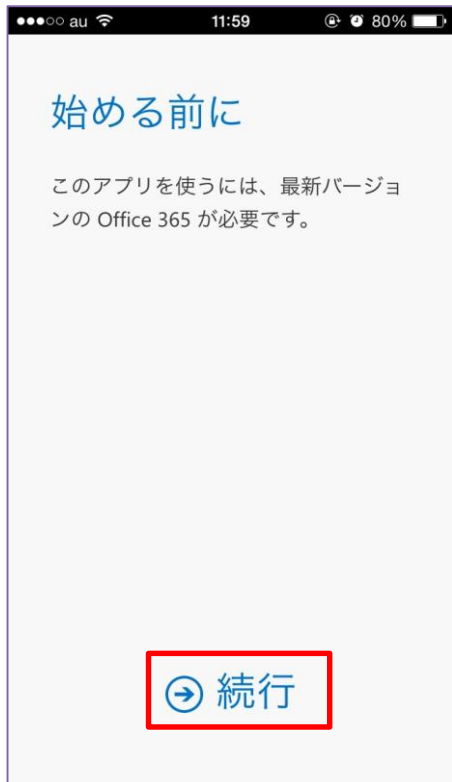 au 11:59 80%
始める前に
このアプリを使うには、最新バージョ
ンの Office 365 が必要です。
続行